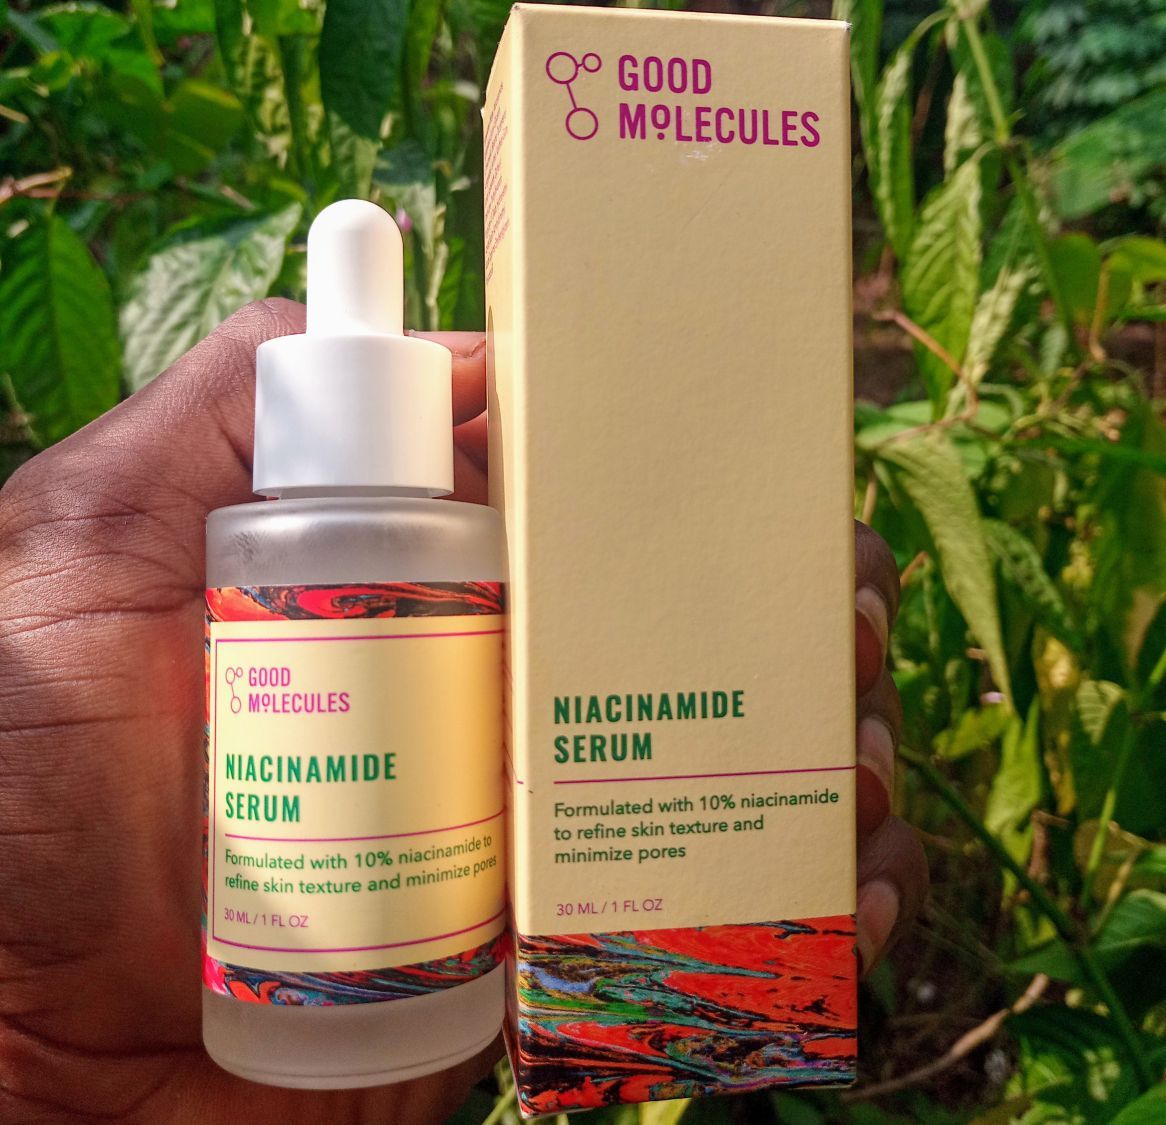 GOOD
MOLECULES
NIACINAMIDE
SERUM
Formulated with 10% niacinamide to
refine skin texture and minimize pores
30 ML / 1 FL OZ
GOOD
MOLECULES
NIACINAMIDE
SERUM
Formulated with 10% niacinamide
to refine skin texture and
minimize pores
30 ML / 1 FL OZ